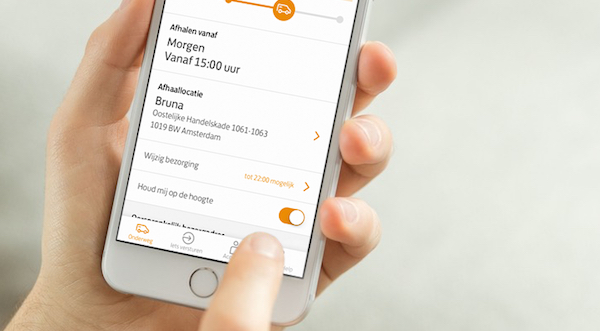 Afhalen vanaf
Morgen
Vanaf 15:00 uur
Afhaallocatie
Bruna
Oostelijke Handelskade 1061-1063
1019 BW Amsterdam
Wijzig bezorging
tot 22:00 mogelijk
Houd mij op de hoogte
Onderweg
Iets versturen